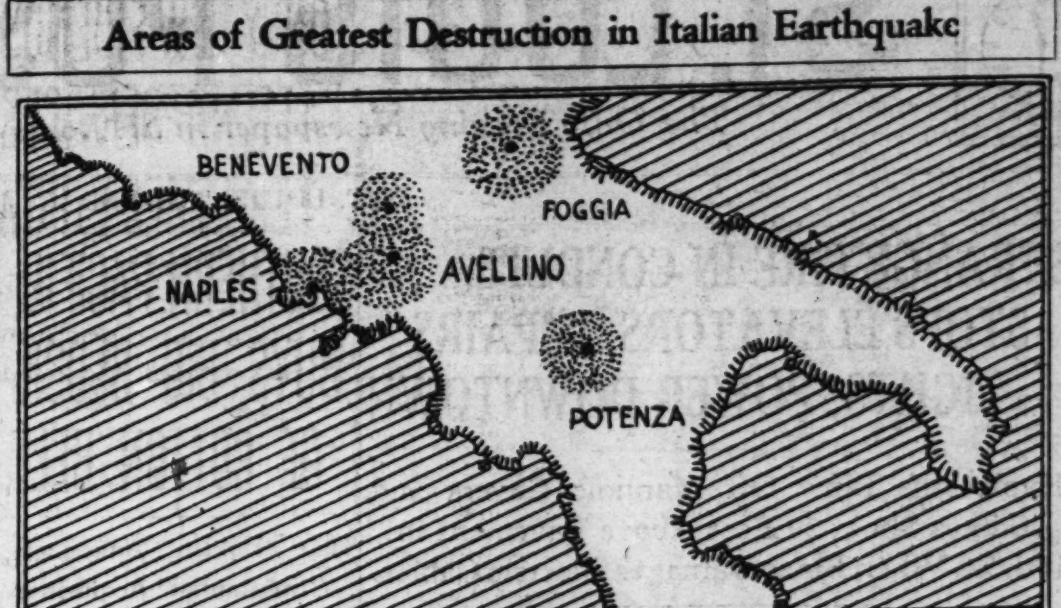 Areas of Greatest Destruction in Italian Earthquake
BENEVENTO
FOGGIA
AVELLINO
NAPLES
POTENZA